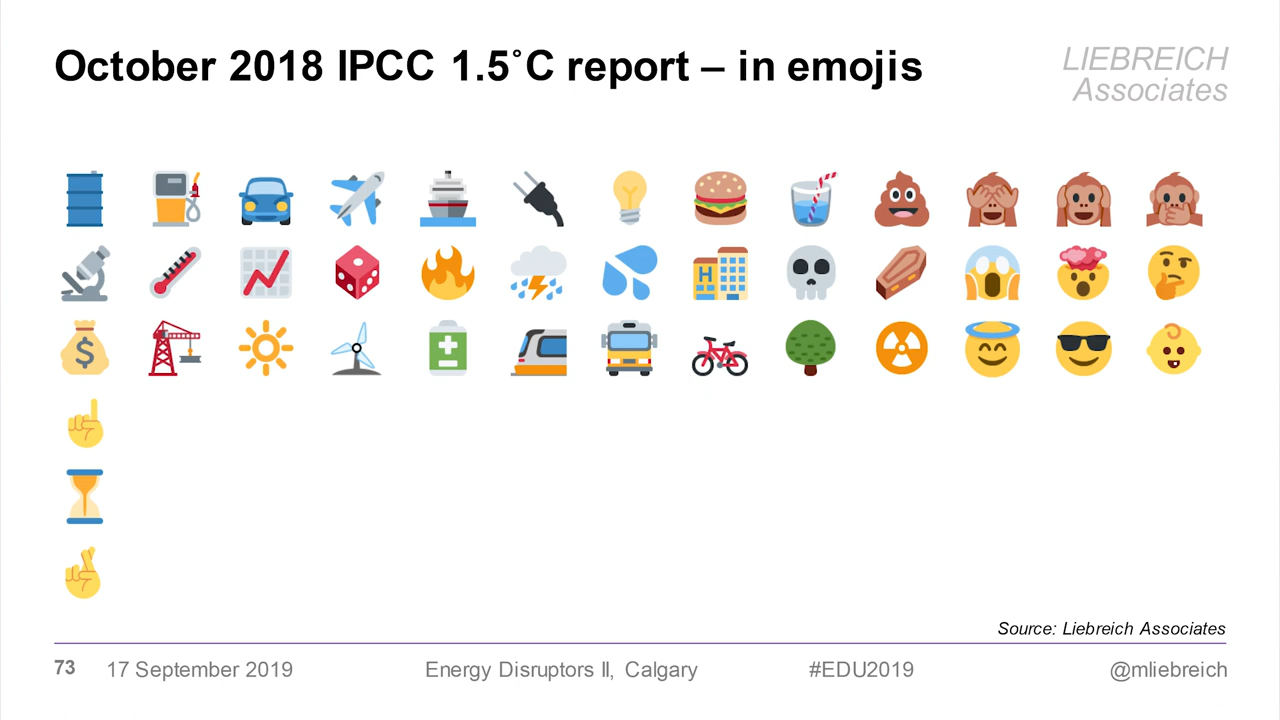 October 2018 IPCC 1.5˚C report – in emojis
LIEBREICH
Associates
H
$
Source: Liebreich Associates
73
17 September 2019
Energy Disruptors II, Calgary
#EDU2019
@mliebreich